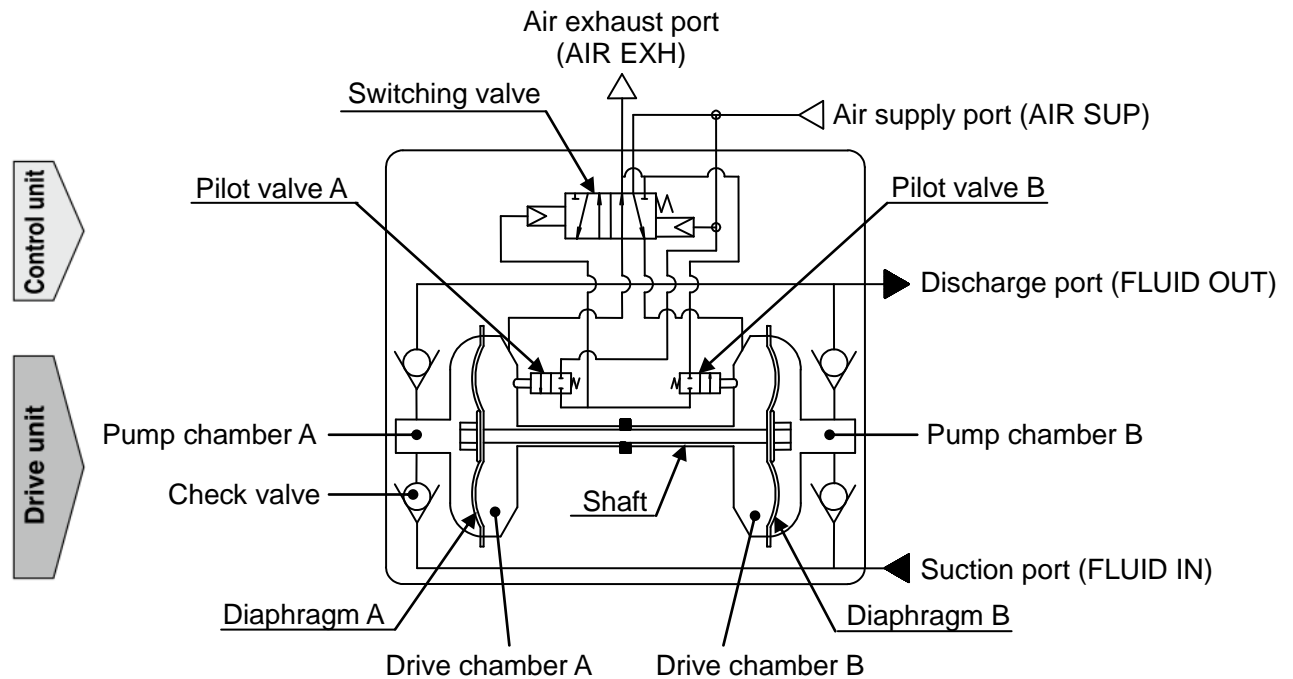 Air exhaust port
(AIR EXH)
Switching valve
Air supply port (AIR SUP)
Control unit
Pilot valve A
Pilot valve B
Discharge port (FLUID OUT)
Drive unit
Pump chamber A
Pump chamber B
Check valve
Shaft
Suction port (FLUID IN)
Diaphragm A
Diaphragm B
Drive chamber A
Drive chamber B